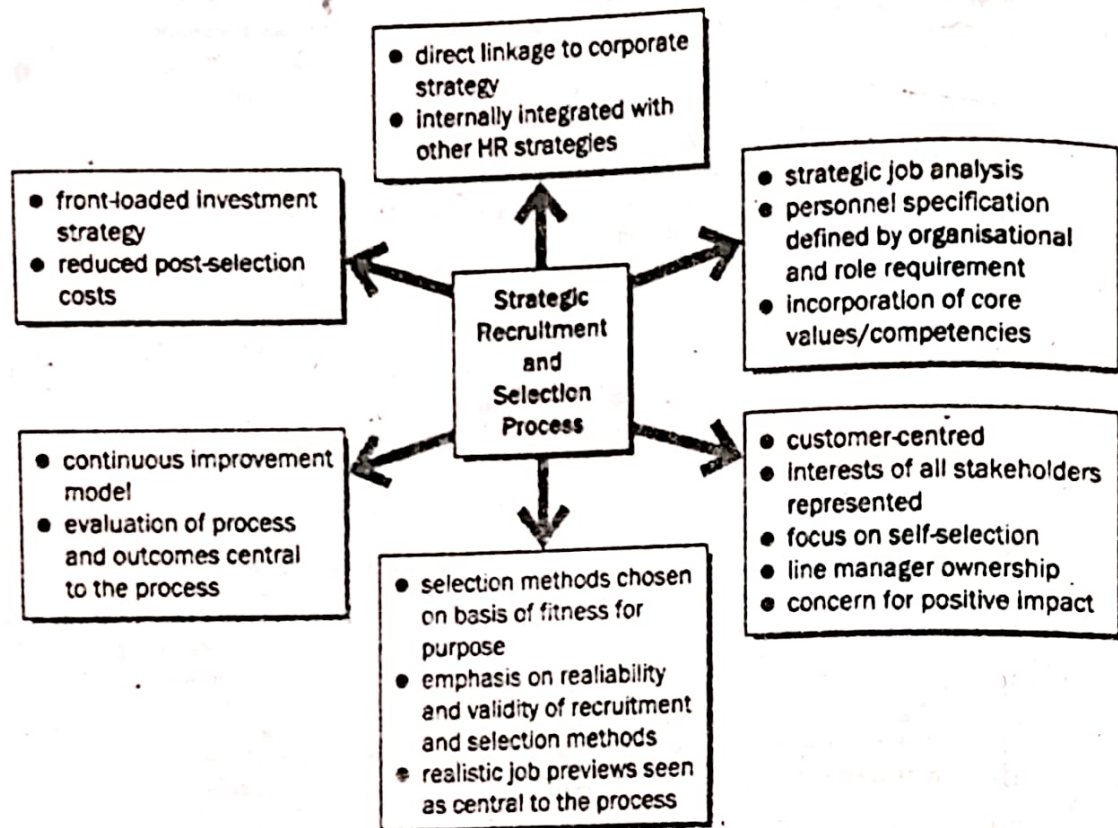 ● direct linkage to corporate
strategy
● internally integrated with
other HR strategies
● front-loaded investment
strategy
● reduced post-selection
costs
● strategic job analysis
● personnel specification
defined by organisational
and role requirement
● incorporation of core
values/competencies
Strategic
Recruitment
and
Selection
Process
● continuous improvement
model
● evaluation of process
and outcomes central
to the process
● customer-centred
● interests of all stakeholders
represented
● focus on self-selection
● line manager ownership
● concern for positive impact
● selection methods chosen
on basis of fitness for
purpose
● emphasis on realiability
and validity of recruitment
and selection methods
● realistic job previews seen
as central to the process